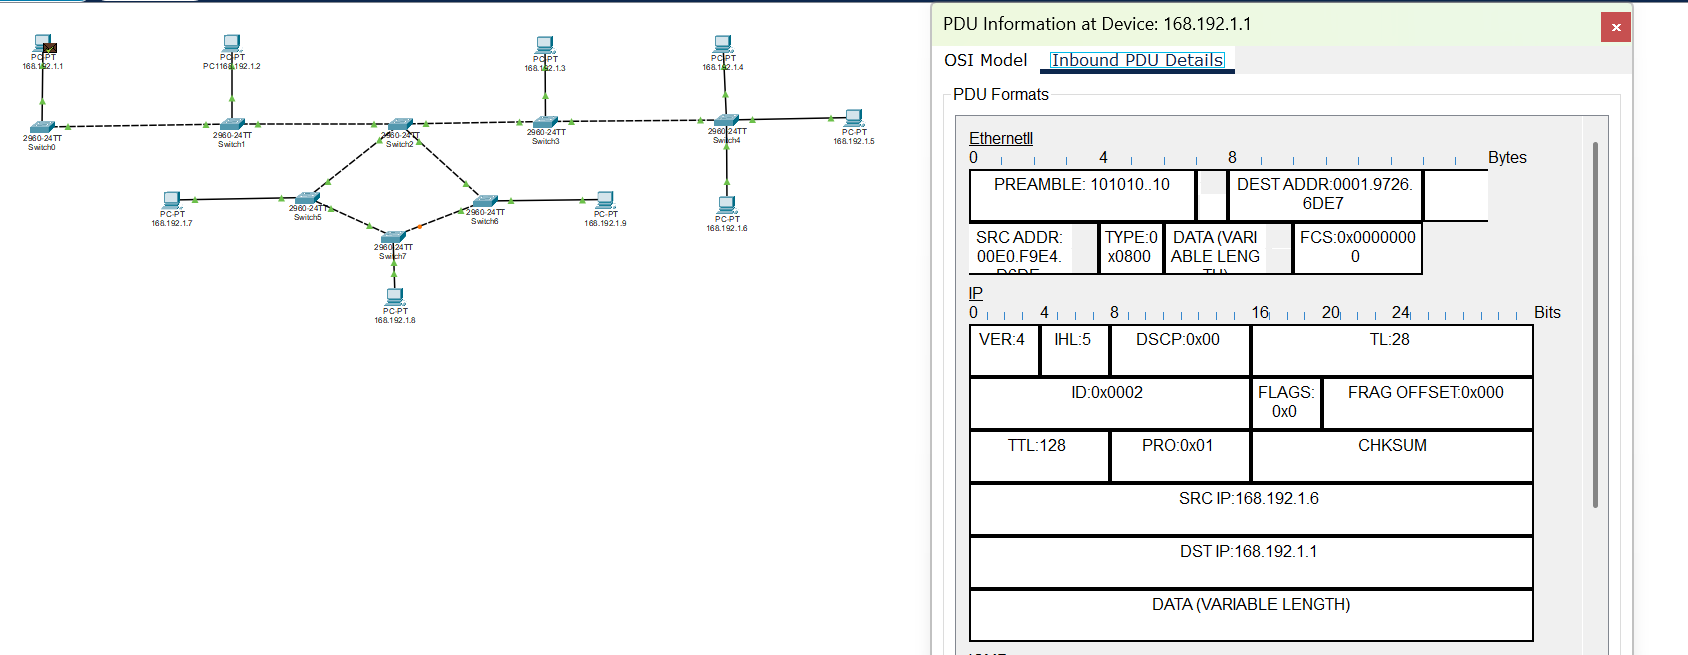 PC-PT
168.192.1.1
PC-PT
PC1168.192.1.2
PC-PT
168.192.1.3
PC-PT
168.192.1.4
2960-24TT
Switch0
2960-24TT
Switch1
2960-24TT
Switch2
2960-24TT
Switch3
2960-24TT
Switch4
PC-PT
168.192.1.5
PC-PT
168.192.1.7
2960-24TT
Switch5
2960-24TT
Switch6
PC-PT
168.192.1.9
PC-PT
168.192.1.6
2960-24TT
Switch7
PC-PT
168.192.1.8
PDU Information at Device: 168.192.1.1
x
OSI Model Inbound PDU Details
PDU Formats
EthernetII
0 4 8 Bytes
PREAMBLE: 101010..10 DEST ADDR:0001.9726.
6DE7
SRC ADDR: TYPE:0 DATA (VARI FCS:0x0000000
00E0.F9E4. x0800 ABLE LENG 0
TH)
IP
0 4 8 16 20 24 Bits
VER:4 IHL:5 DSCP:0x00 TL:28
ID:0x0002 FLAGS: FRAG OFFSET:0x000
0x0
TTL:128 PRO:0x01 CHKSUM
SRC IP:168.192.1.6
DST IP:168.192.1.1
DATA (VARIABLE LENGTH)